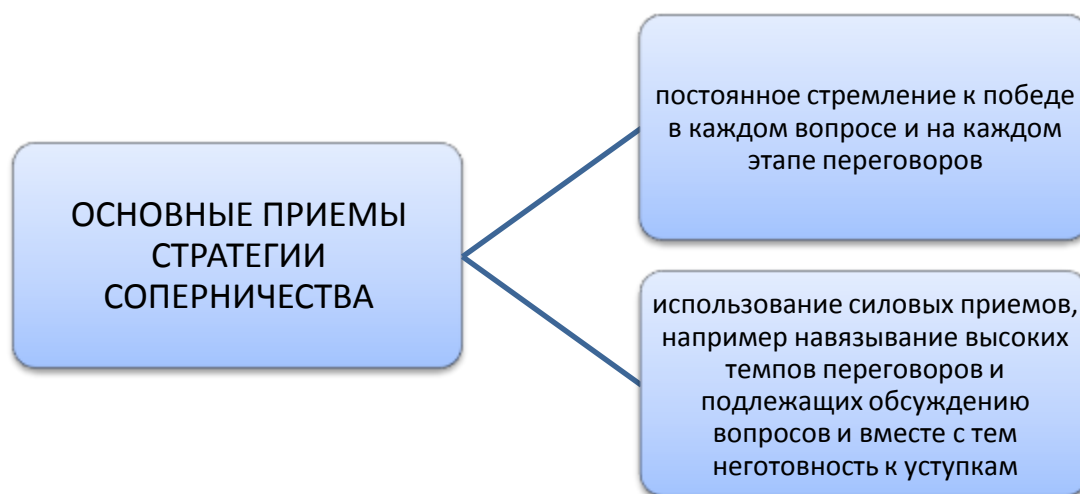 ОСНОВНЫЕ ПРИЕМЫ
СТРАТЕГИИ
СОПЕРНИЧЕСТВА
постоянное стремление к победе
в каждом вопросе и на каждом
этапе переговоров
использование силовых приемов,
например навязывание высоких
темпов переговоров и
подлежащих обсуждению
вопросов и вместе с тем
неготовность к уступкам